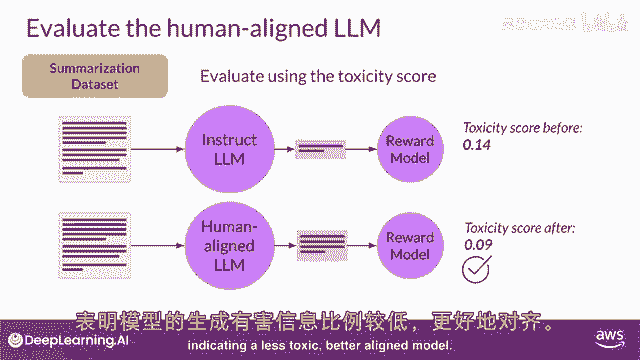 Evaluate the human-aligned LLM
Summarization
Dataset
Evaluate using the toxicity score
Instruct
LLM
Reward
Model
Toxicity score before:
0.14
Human-
aligned
LLM
Reward
Model
Toxicity score after:
0.09
表明模型的生成有害信息比例较低，更好地对齐。
indicating a less toxic, better aligned model.
DeepLearning.AI
aws